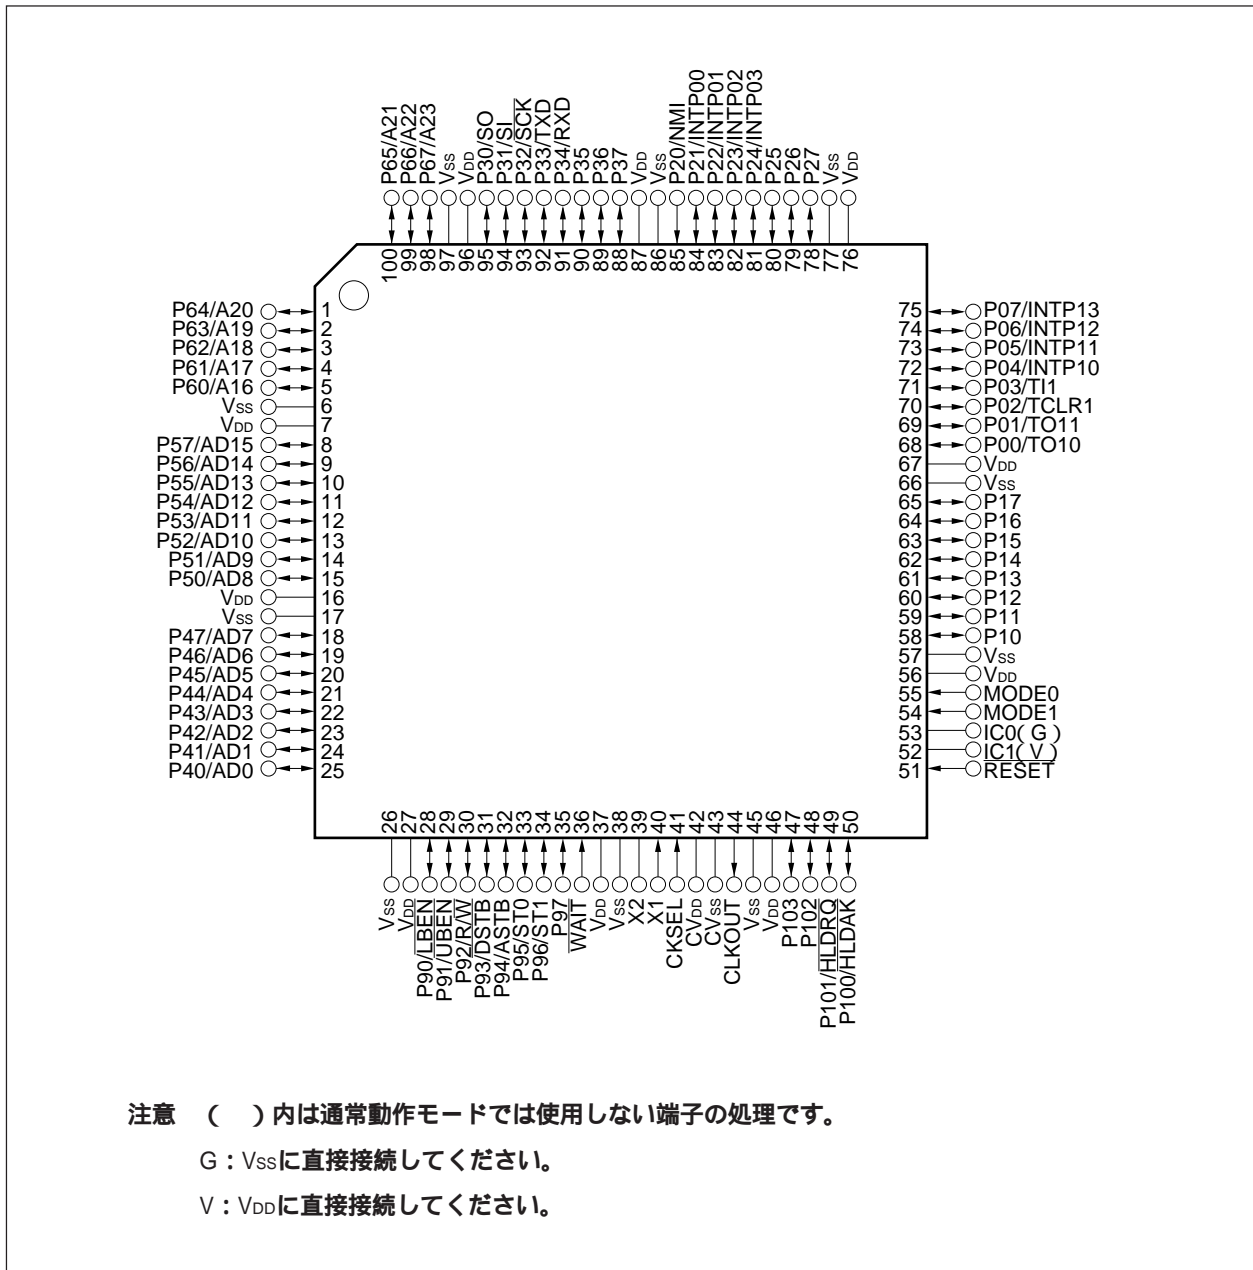 P65/A21
P66/A22
P67/A23
VSS
VDD
P30/SO
P31/SI
P32/SCK
P33/TXD
P34/RXD
P35
P36
P37
VDD
VSS
P20/NMI
P21/INTP00
P22/INTP01
P23/INTP02
P24/INTP03
P25
P26
P27
VSS
VDD
100
99
98
97
96
95
94
93
92
91
90
89
88
87
86
85
84
83
82
81
80
79
78
77
76
P64/A20 1
P63/A19 2
P62/A18 3
P61/A17 4
P60/A16 5
VSS 6
VDD 7
P57/AD15 8
P56/AD14 9
P55/AD13 10
P54/AD12 11
P53/AD11 12
P52/AD10 13
P51/AD9 14
P50/AD8 15
VDD 16
VSS 17
P47/AD7 18
P46/AD6 19
P45/AD5 20
P44/AD4 21
P43/AD3 22
P42/AD2 23
P41/AD1 24
P40/AD0 25
75 P07/INTP13
74 P06/INTP12
73 P05/INTP11
72 P04/INTP10
71 P03/TI1
70 P02/TCLR1
69 P01/TO11
68 P00/TO10
67 VDD
66 VSS
65 P17
64 P16
63 P15
62 P14
61 P13
60 P12
59 P11
58 P10
57 VSS
56 VDD
55 MODE0
54 MODE1
53 IC0( G )
52 IC1( V )
51 RESET
26
27
28
29
30
31
32
33
34
35
36
37
38
39
40
41
42
43
44
45
46
47
48
49
50
VSS
VDD
P90/LBEN
P91/UBEN
P92/R/W
P93/DSTB
P94/ASTB
P95/ST0
P96/ST1
P97
WAIT
VDD
VSS
X2
X1
CKSEL
CVDD
CVSS
CLKOUT
VSS
VDD
P103
P102
P101/HLDRQ
P100/HLDAK
注意 （ ）内は通常動作モードでは使用しない端子の処理です。
G：VSSに直接接続してください。
V：VDDに直接接続してください。